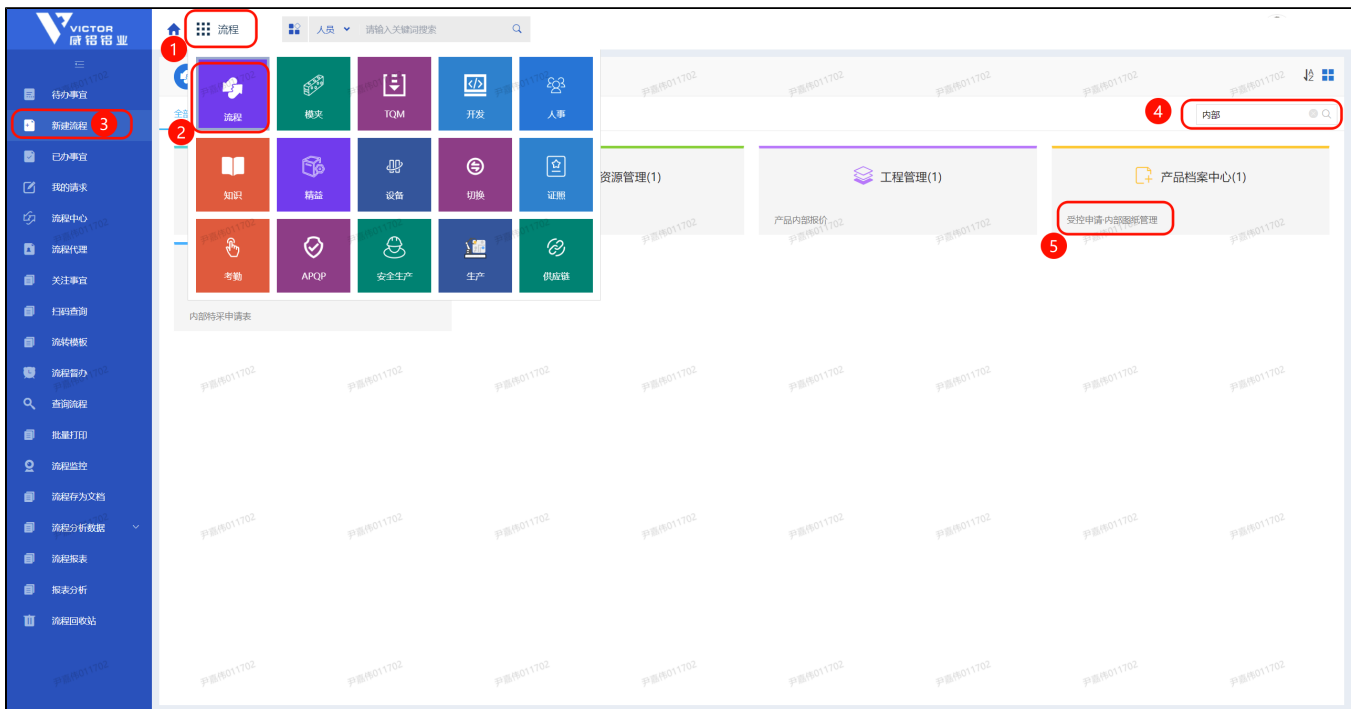 VICTOR
威铝铝业
流程
人员
请输入关键词搜索
1
待办事宜
新建流程
3
已办事宜
我的请求
流程中心
流程代理
关注事宜
扫码查询
流转模板
流程督办
查询流程
批量打印
流程监控
流程存为文档
流程分析数据
流程报表
报表分析
流程回收站
流程
模夹
TQM
开发
人事
2
知识
精益
设备
切换
证照
考勤
APQP
安全生产
生产
供应链
4
内部
资源管理(1)
工程管理(1)
产品档案中心(1)
产品内部报价
受控申请-内部图纸管理
5
内部特采申请表